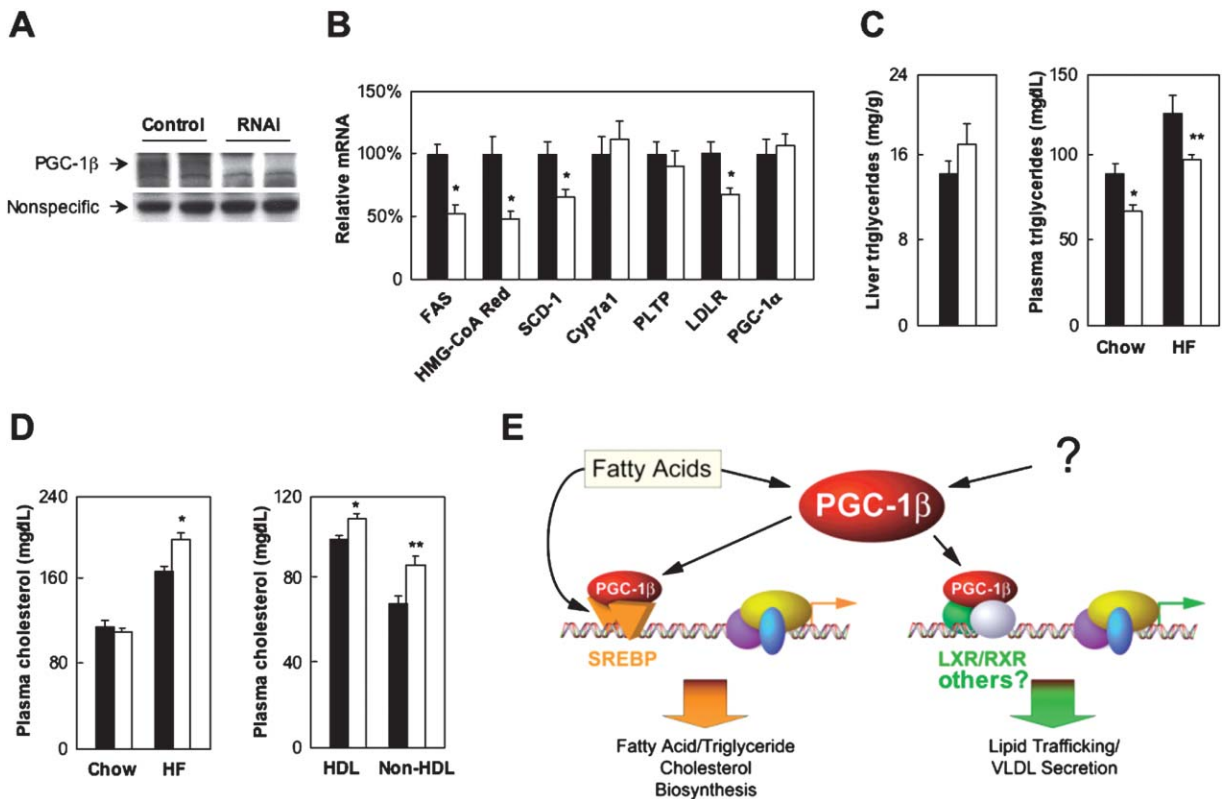 A
Control RNAi
PGC-1β
Nonspecific
B
Relative mRNA
150%
100%
50%
0
*
*
*
*
FAS
HMG-CoA Red
SCD-1
Cyp7a1
PLTP
LDLR
PGC-1α
C
Liver triglycerides (mg/g)
24
16
8
0
Plasma triglycerides (mg/dL)
150
100
50
0
*
**
Chow HF
D
Plasma cholesterol (mg/dL)
240
160
80
0
*
Chow HF
Plasma cholesterol (mg/dL)
120
80
40
0
*
**
HDL Non-HDL
E
Fatty Acids
?
PGC-1β
PGC-1β
SREBP
Fatty Acid/Triglyceride
Cholesterol
Biosynthesis
PGC-1β
LXR/RXR
others?
Lipid Trafficking/
VLDL Secretion